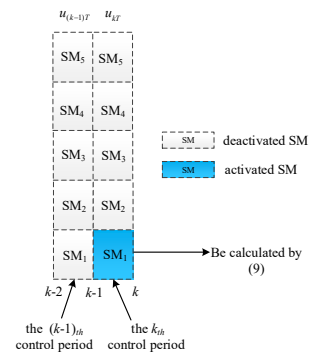 u(k-1)T ukT
SM5 SM5
SM4 SM4
SM3 SM3
SM2 SM2
SM1 SM1
SM deactivated SM
SM activated SM
Be calculated by
(9)
k-2 k-1 k
the (k-1)th
control period
the kth
control period